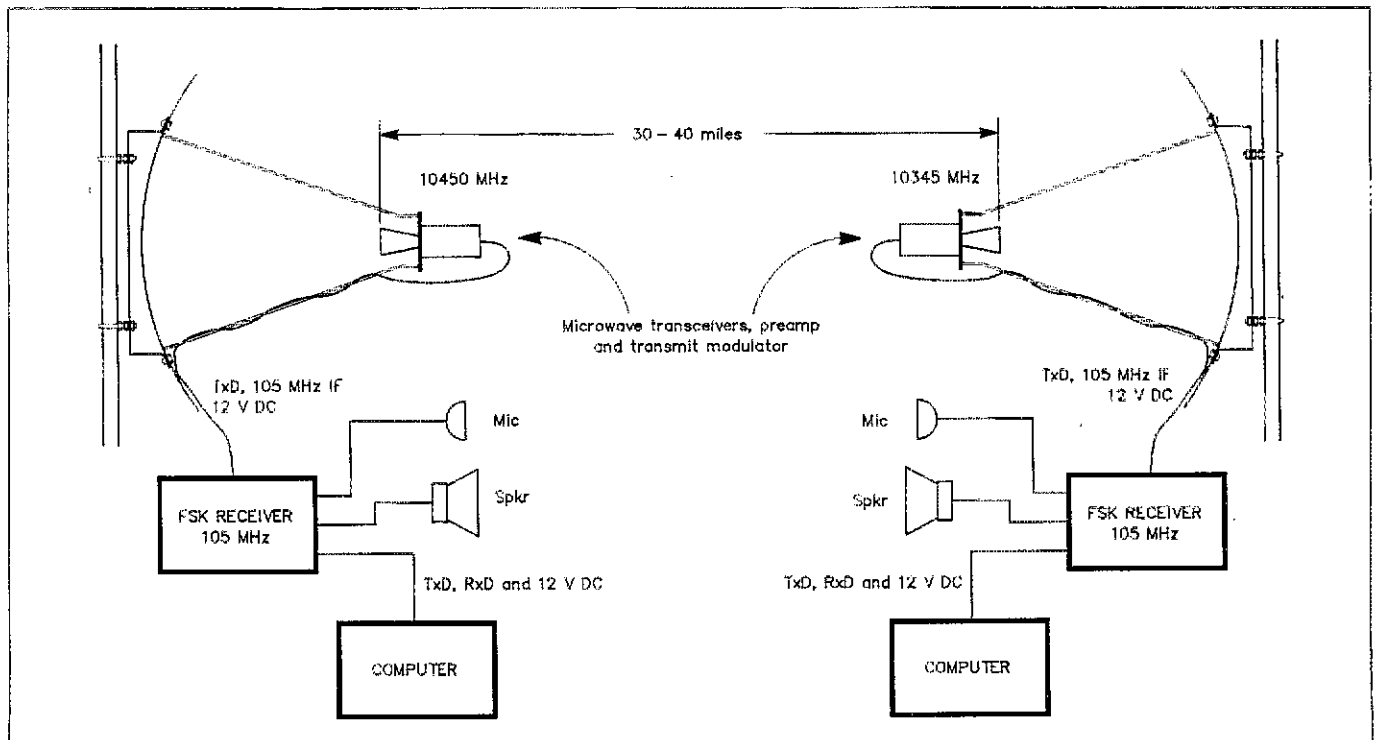 30 – 40 miles
10450 MHz
10345 MHz
Microwave transceivers, preamp
and transmit modulator
TxD, 105 MHz IF
12 V DC
TxD, 105 MHz IF
12 V DC
Mic
Mic
Spkr
Spkr
FSK RECEIVER
105 MHz
FSK RECEIVER
105 MHz
TxD, RxD and 12 V DC
TxD, RxD and 12 V DC
COMPUTER
COMPUTER